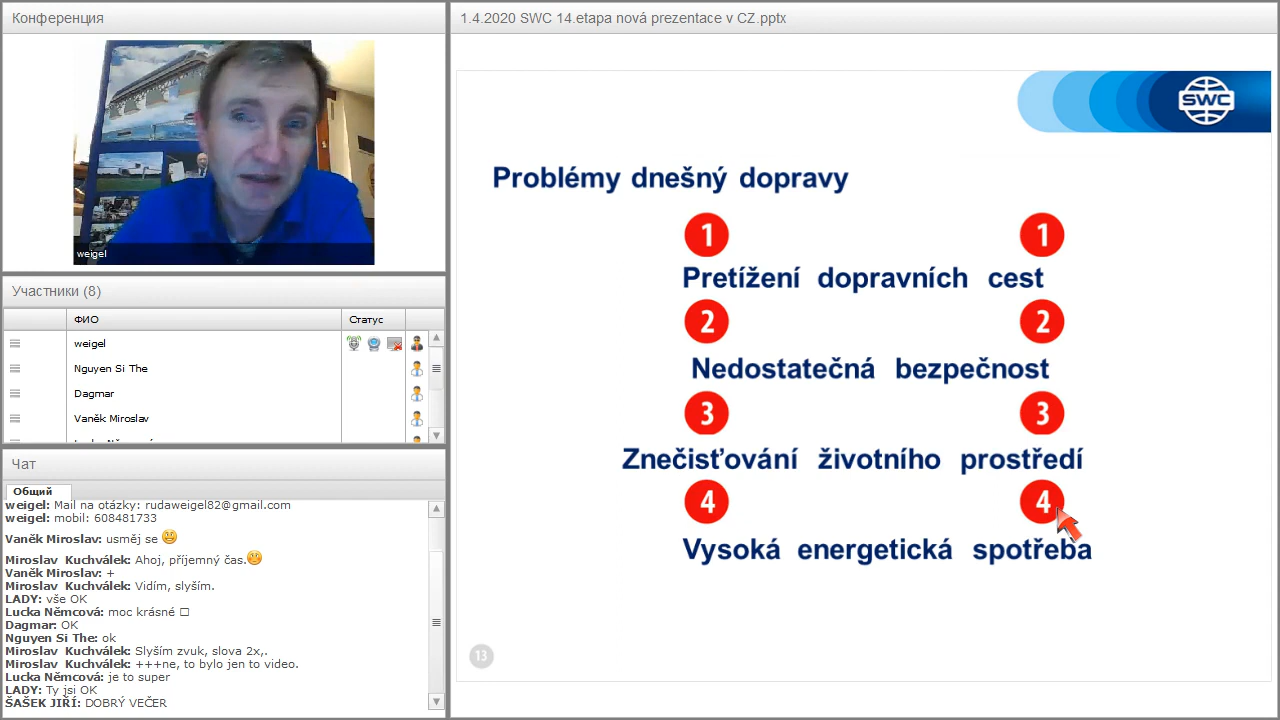 Конференция
weigel
Участники (8)
ФИО
Статус
weigel
Nguyen Si The
Dagmar
Vaněk Miroslav
Чат
Общий
weigel: Mail na otázky: rudaweigel82@gmail.com
weigel: mobil: 608481733
Vaněk Miroslav: usměj se
Miroslav Kuchválek: Ahoj, příjemný čas.
Vaněk Miroslav: +
Miroslav Kuchválek: Vidím, slyším.
LADY: vše OK
Lucka Němcová: moc krásné □
Dagmar: OK
Nguyen Si The: ok
Miroslav Kuchválek: Slyším zvuk, slova 2x,.
Miroslav Kuchválek: +++ne, to bylo jen to video.
Lucka Němcová: je to super
LADY: Ty jsi OK
ŠAŠEK JIŘÍ: DOBRÝ VEČER
1.4.2020 SWC 14.etapa nová prezentace v CZ.pptx
SWC
Problémy dnešný dopravy
1 1
Pretížení dopravních cest
2 2
Nedostatečná bezpečnost
3 3
Znečisťování životního prostředí
4 4
Vysoká energetická spotřeba
13